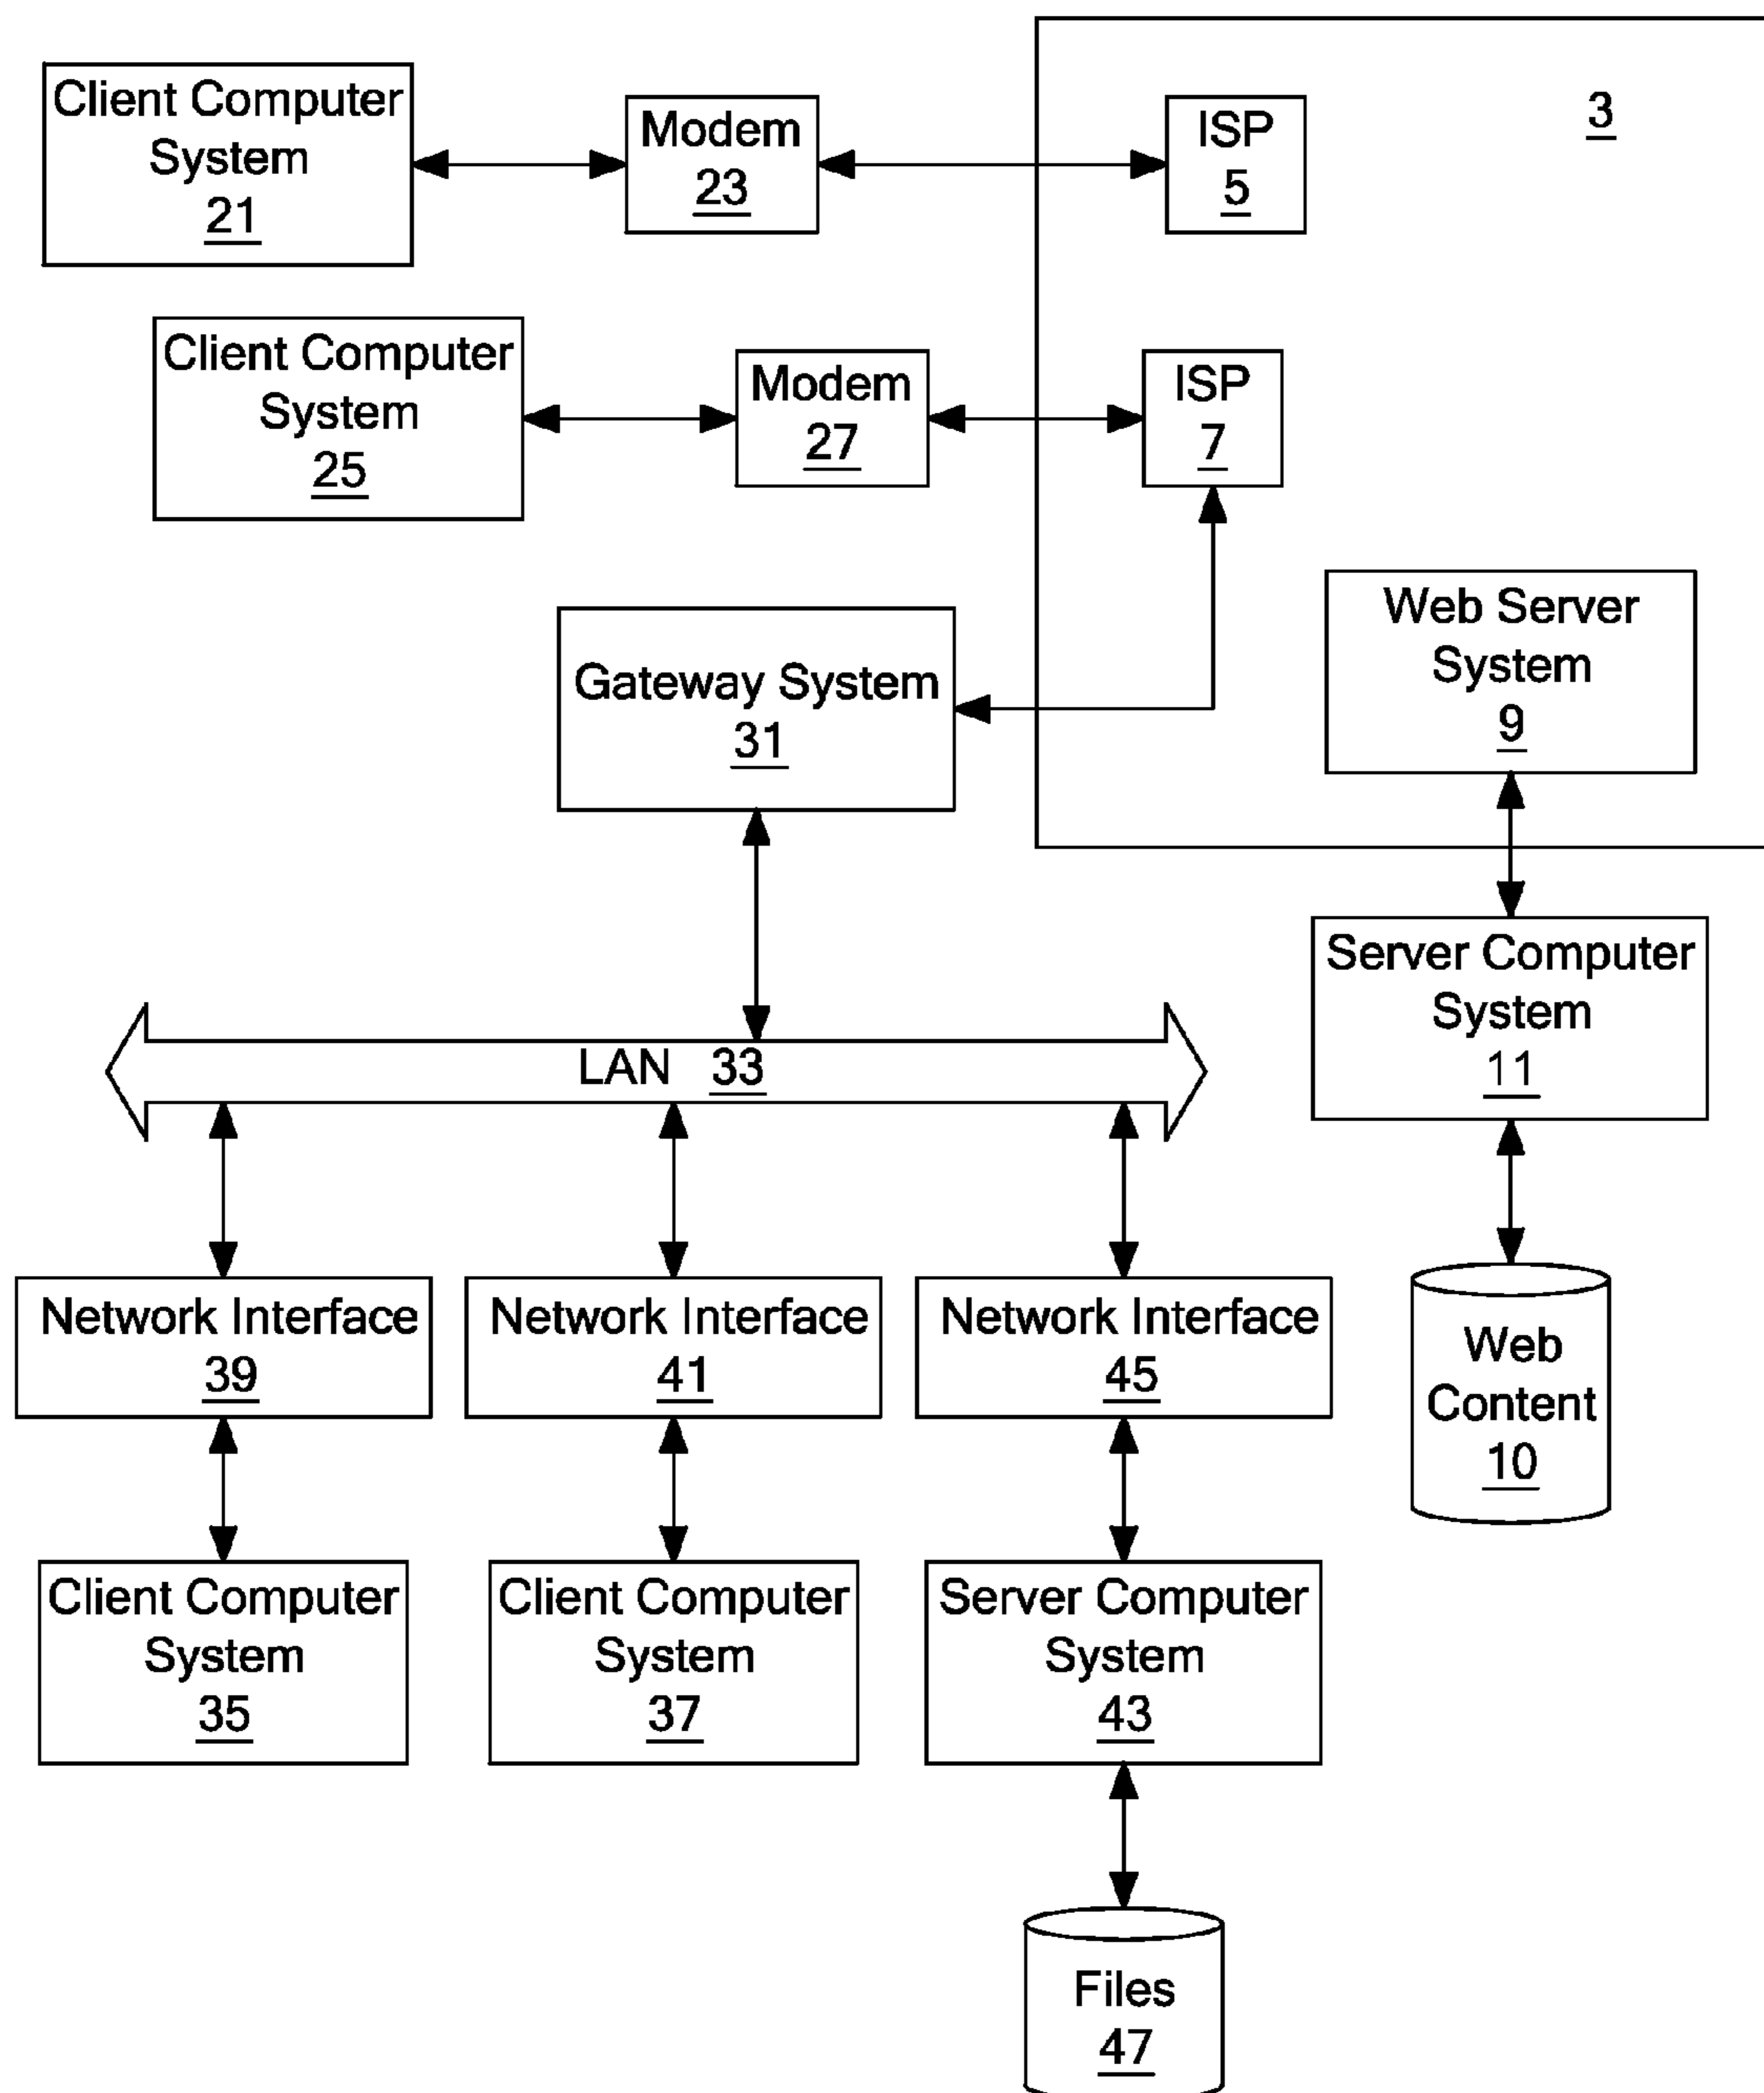 3
Client Computer
System
21
Modem
23
ISP
5
Client Computer
System
25
Modem
27
ISP
7
Web Server
System
9
Gateway System
31
Server Computer
System
11
LAN 33
Network Interface
39
Network Interface
41
Network Interface
45
Web
Content
10
Client Computer
System
35
Client Computer
System
37
Server Computer
System
43
Files
47